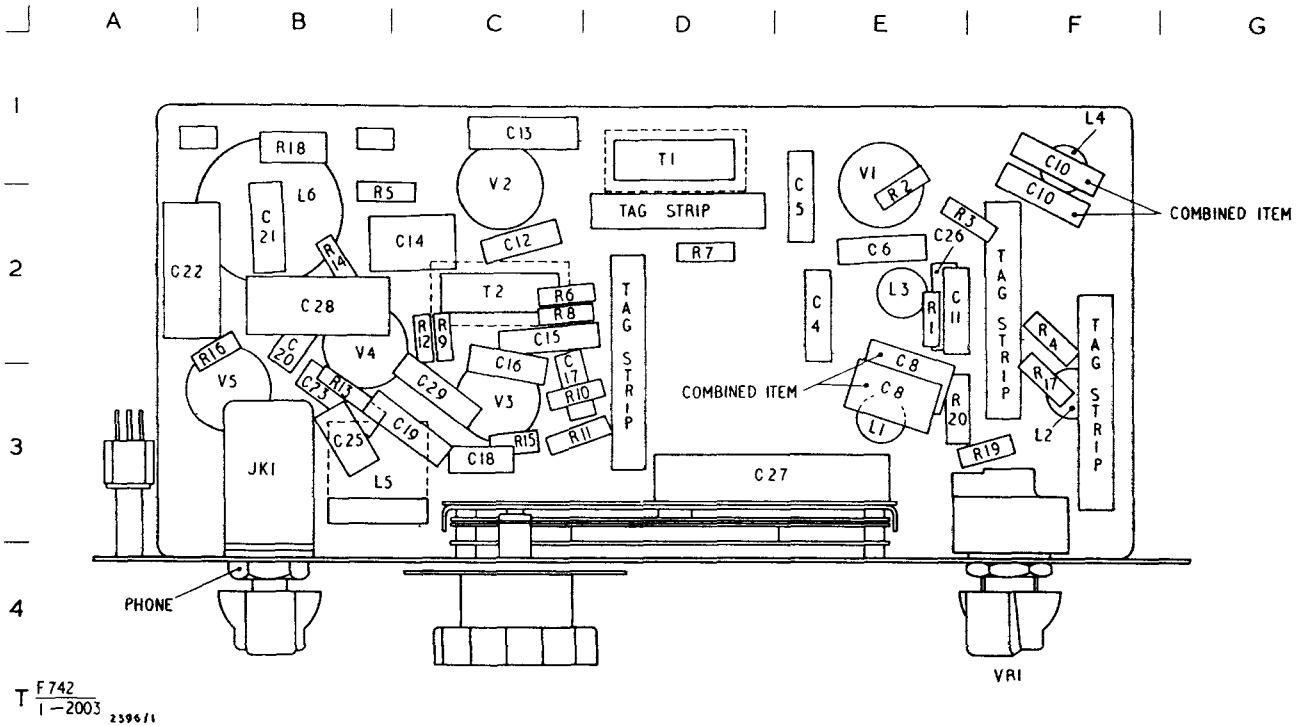 A B C D E F G
1
L4
C13
R18
T1
C10
V1
V2
C5
R2
C10
R5
L6
TAG STRIP
COMBINED ITEM
R3
C21
C26
C14
C12
C6
R7
2
R14
C22
L3
T2
R6
TAG STRIP
TAG STRIP
C28
R8
R1
C11
C4
R12
R9
C15
R4
TAG STRIP
R16
C20
V4
C16
C8
C17
R17
V5
C23
R13
C29
V3
R10
COMBINED ITEM
C8
R20
L1
L2
C25
C19
R11
R15
3
R19
C18
JK1
L5
C27
PHONE
4
VR1
T F742
1-2003
2396/1